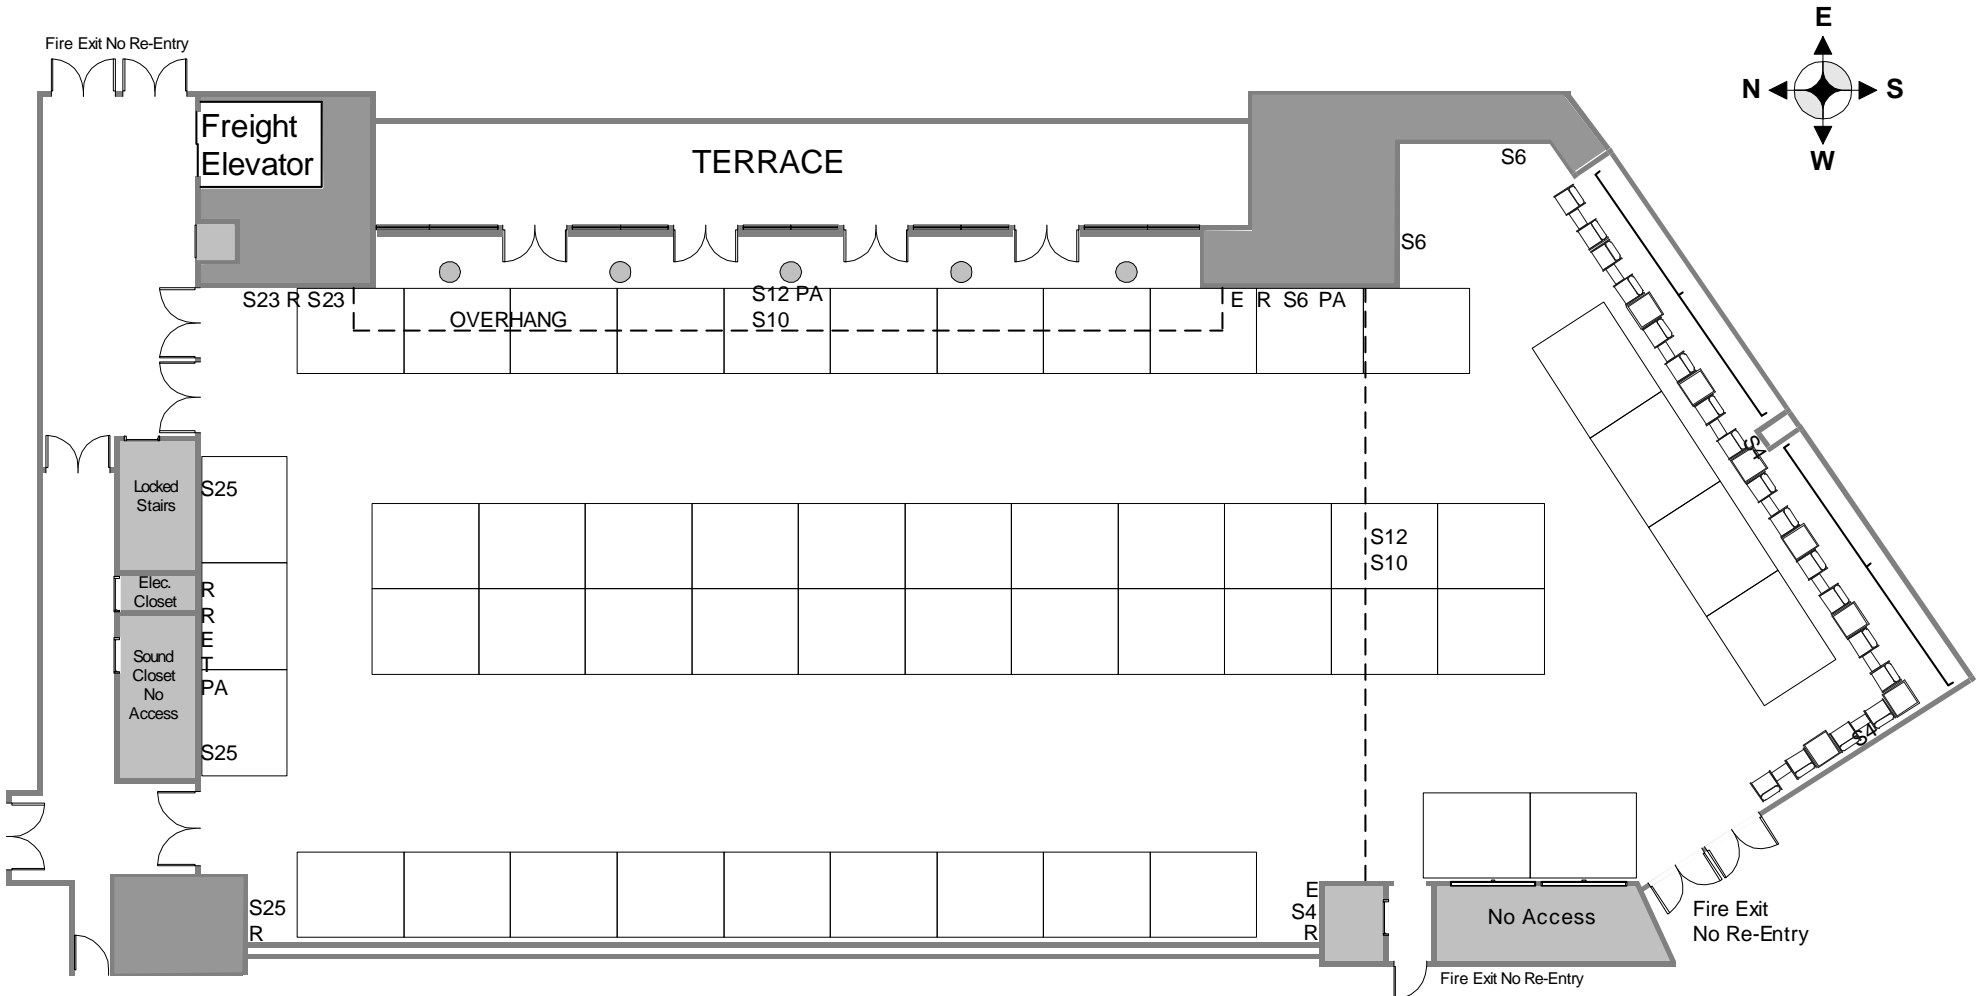 E
Fire Exit No Re-Entry
N
S
W
Freight
Elevator
TERRACE
S6
S6
S23 R S23
S12 PA
S10
OVERHANG
E R S6 PA
S4
Locked
Stairs
S25
S12
S10
Elec.
Closet
R
R
E
T
PA
S25
Sound
Closet
No
Access
S4
S25
R
E
S4
R
No Access
Fire Exit
No Re-Entry
Fire Exit No Re-Entry